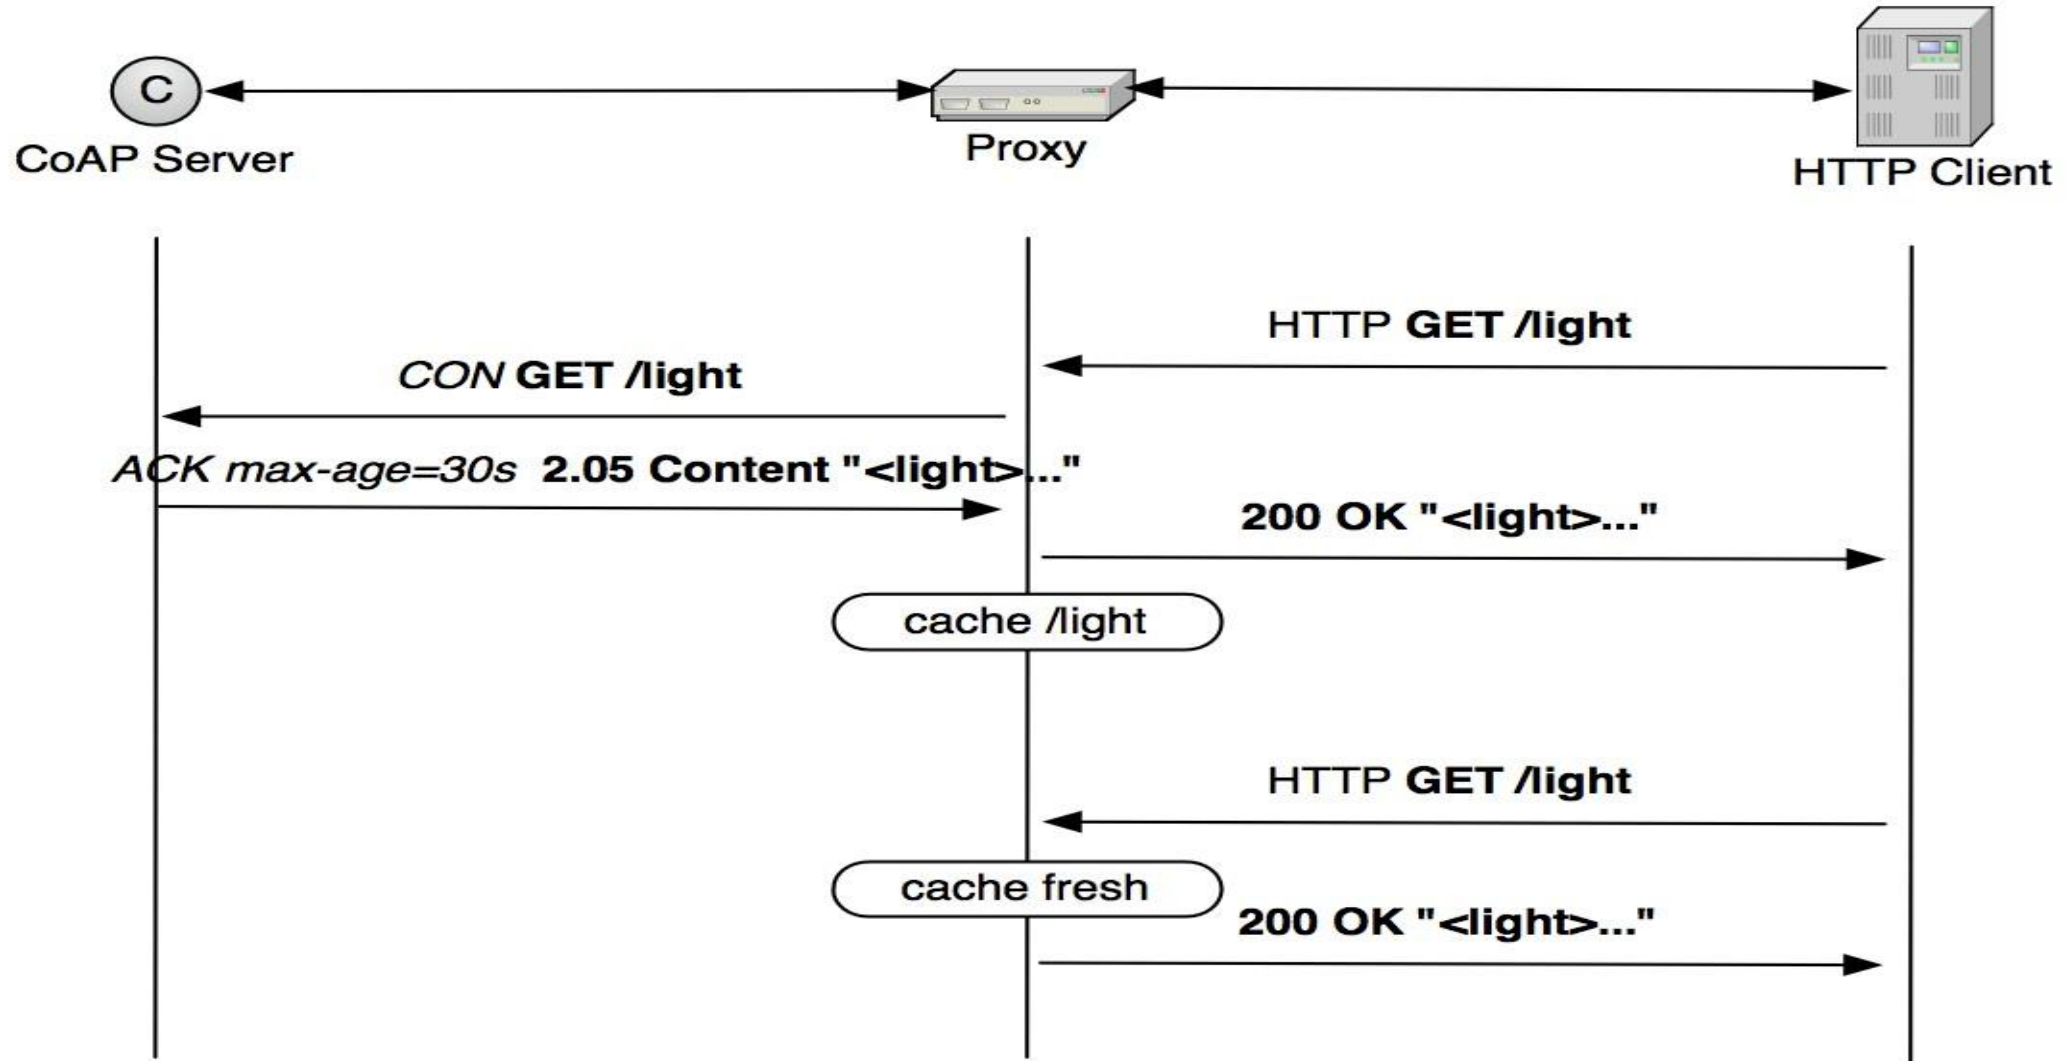 C
CoAP Server
Proxy
HTTP Client
HTTP GET /light
CON GET /light
ACK max-age=30s 2.05 Content "<light>..."
200 OK "<light>..."
cache /light
HTTP GET /light
cache fresh
200 OK "<light>..."